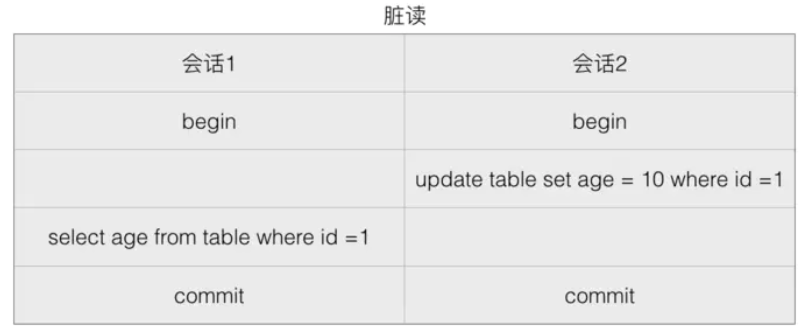 脏读
会话1 会话2
begin begin
update table set age = 10 where id =1
select age from table where id =1
commit commit